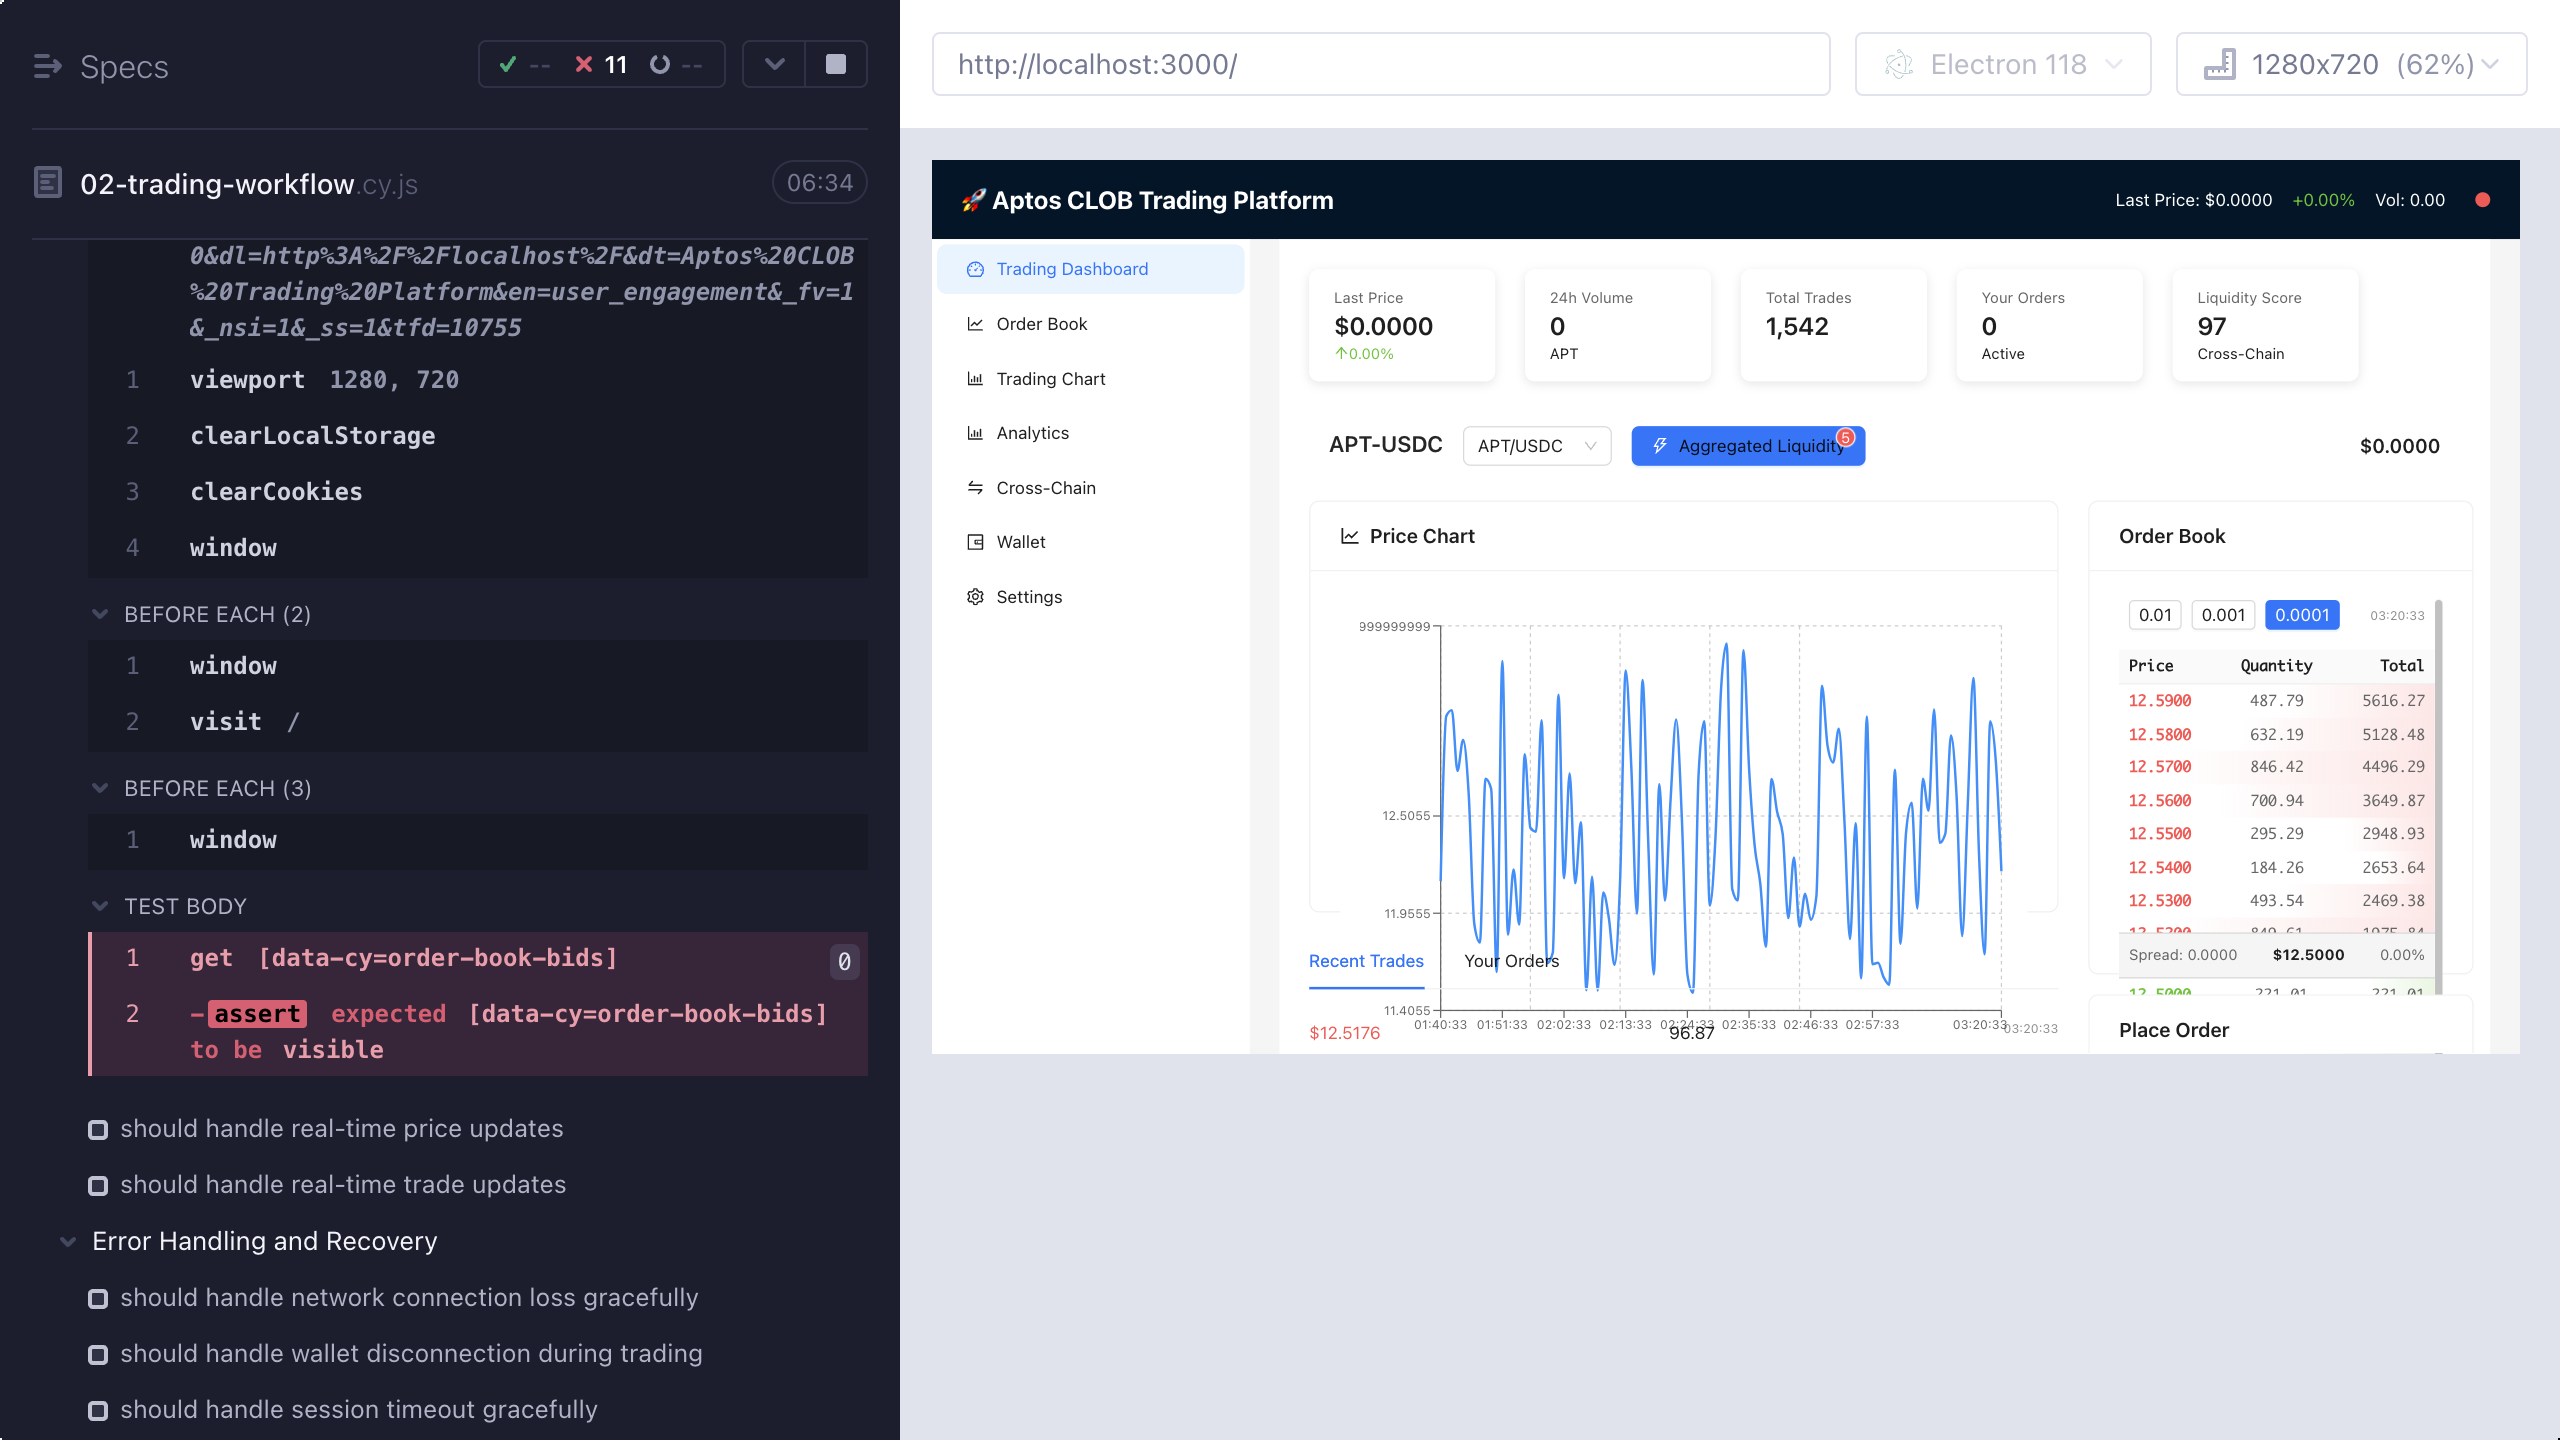 Specs
--
11
--
02-trading-workflow.cy.js
06:34
0&dl=http%3A%2F%2Flocalhost%2F&dt=Aptos%20CLOB
%20Trading%20Platform&en=user_engagement&_fv=1
&_nsi=1&_ss=1&tfd=10755
1 viewport 1280, 720
2 clearLocalStorage
3 clearCookies
4 window
BEFORE EACH (2)
1 window
2 visit /
BEFORE EACH (3)
1 window
TEST BODY
1 get [data-cy=order-book-bids] 0
2 -assert expected [data-cy=order-book-bids]
to be visible
should handle real-time price updates
should handle real-time trade updates
Error Handling and Recovery
should handle network connection loss gracefully
should handle wallet disconnection during trading
should handle session timeout gracefully
http://localhost:3000/
Electron 118
1280x720 (62%)
🚀 Aptos CLOB Trading Platform
Last Price: $0.0000 +0.00% Vol: 0.00
Trading Dashboard
Order Book
Trading Chart
Analytics
Cross-Chain
Wallet
Settings
Last Price
$0.0000
↑0.00%
24h Volume
0
APT
Total Trades
1,542
Your Orders
0
Active
Liquidity Score
97
Cross-Chain
APT-USDC
APT/USDC
Aggregated Liquidity
5
$0.0000
Price Chart
999999999
12.5055
11.9555
11.4055
01:40:33 01:51:33 02:02:33 02:13:33 02:24:33 02:35:33 02:46:33 02:57:33 03:20:33
Recent Trades
Your Orders
$12.5176
96.87
03:20:33
Order Book
0.01 0.001 0.0001 03:20:33
Price Quantity Total
12.5900 487.79 5616.27
12.5800 632.19 5128.48
12.5700 846.42 4496.29
12.5600 700.94 3649.87
12.5500 295.29 2948.93
12.5400 184.26 2653.64
12.5300 493.54 2469.38
Spread: 0.0000 $12.5000 0.00%
12.5000 221.01 221.01
Place Order